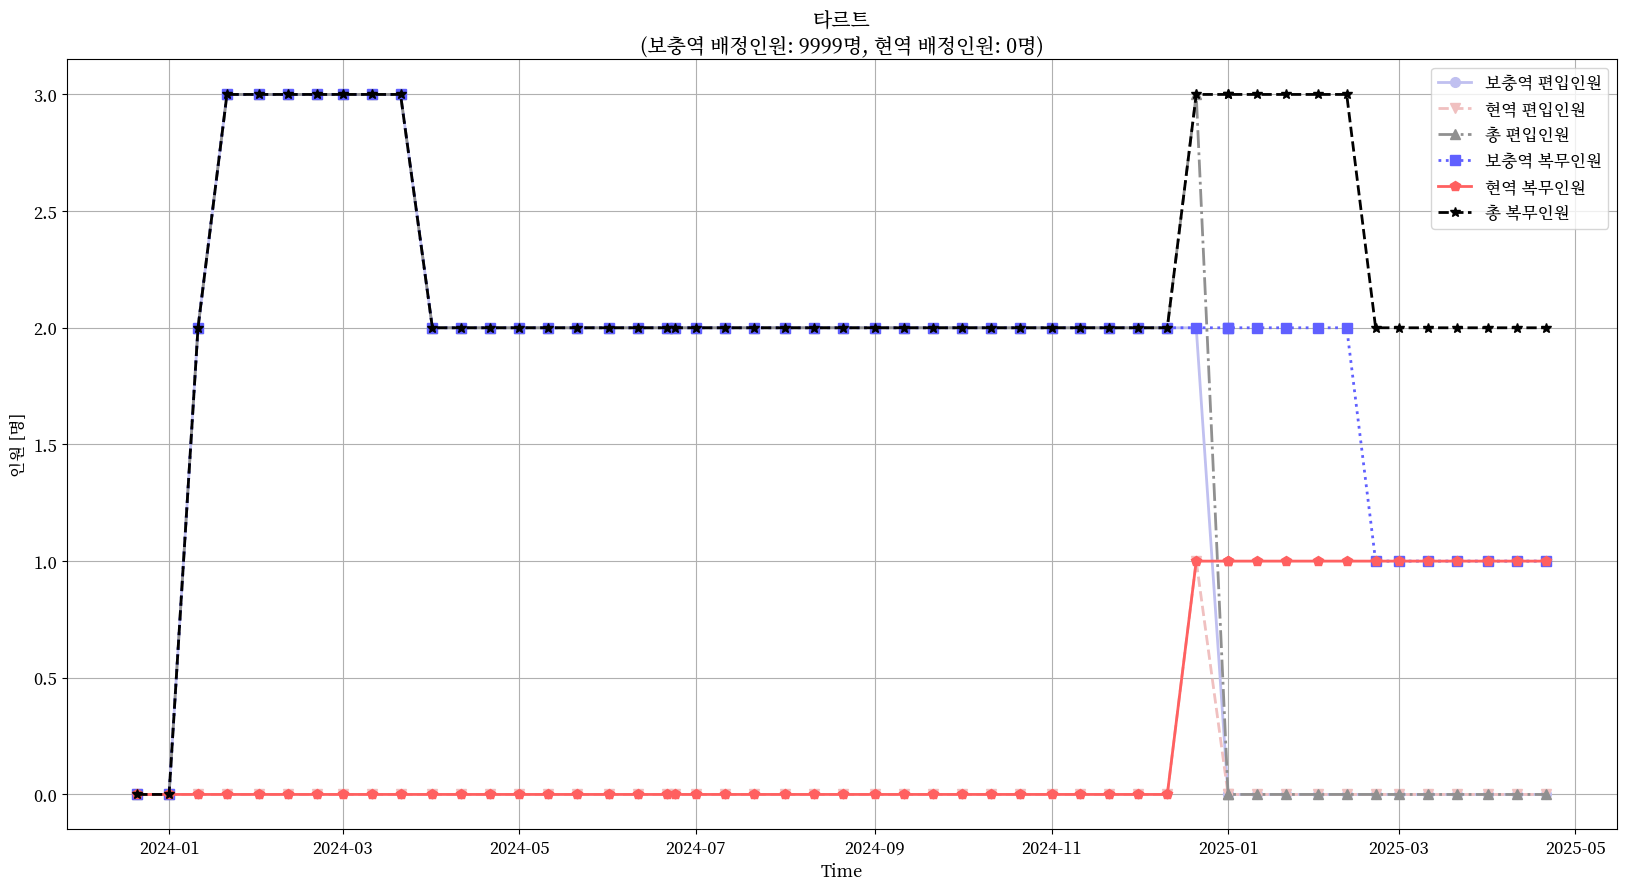 타르트
(보충역 배정인원: 9999명, 현역 배정인원: 0명)
보충역 편입인원
현역 편입인원
총 편입인원
보충역 복무인원
현역 복무인원
총 복무인원
인원 [명]
3.0
2.5
2.0
1.5
1.0
0.5
0.0
2024-01
2024-03
2024-05
2024-07
2024-09
2024-11
2025-01
2025-03
2025-05
Time